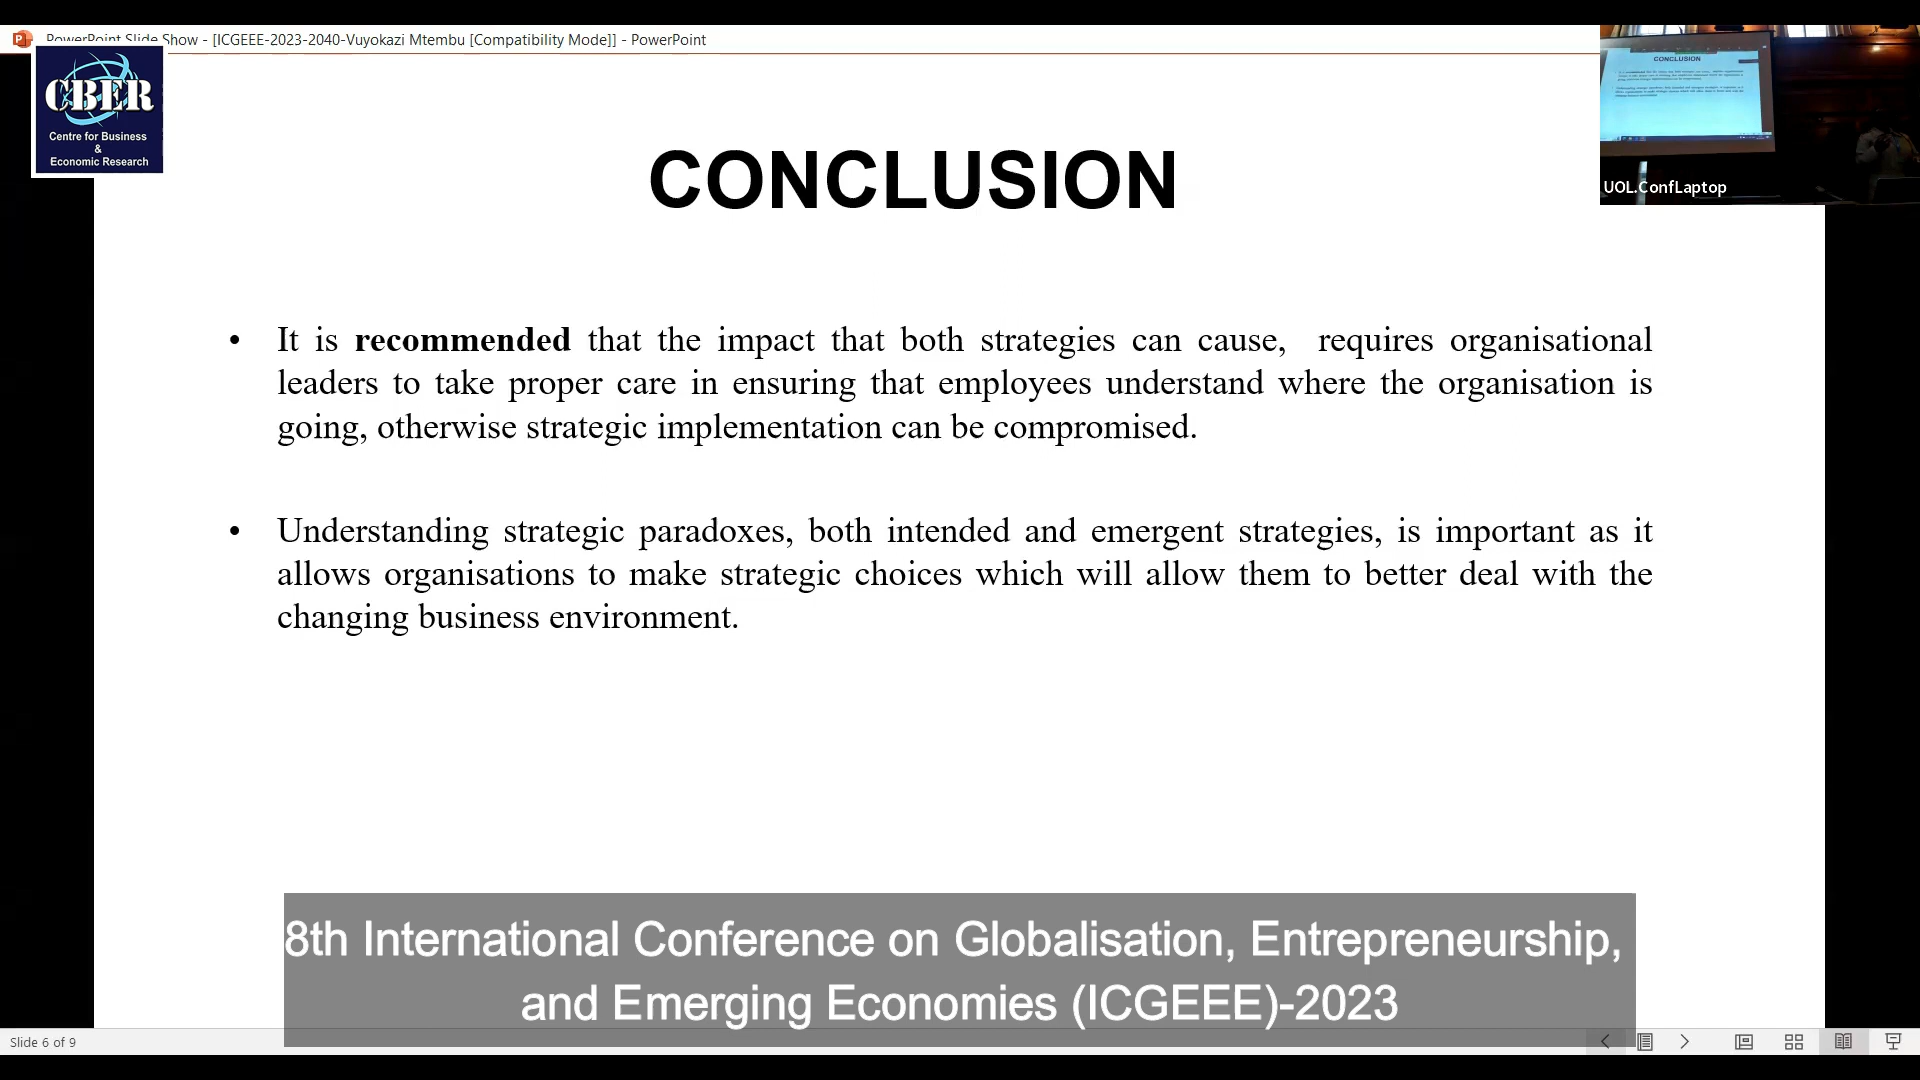 PowerPoint Slide Show - [ICGEEE-2023-2040-Vuyokazi Mtembu [Compatibility Mode]] - PowerPoint
CBER
Centre for Business
&
Economic Research
CONCLUSION
UOL.ConfLaptop
CONCLUSION
• It is recommended that the impact that both strategies can cause, requires organisational
leaders to take proper care in ensuring that employees understand where the organisation is
going, otherwise strategic implementation can be compromised.
• Understanding strategic paradoxes, both intended and emergent strategies, is important as it
allows organisations to make strategic choices which will allow them to better deal with the
changing business environment.
8th International Conference on Globalisation, Entrepreneurship,
and Emerging Economies (ICGEEE)-2023
Slide 6 of 9